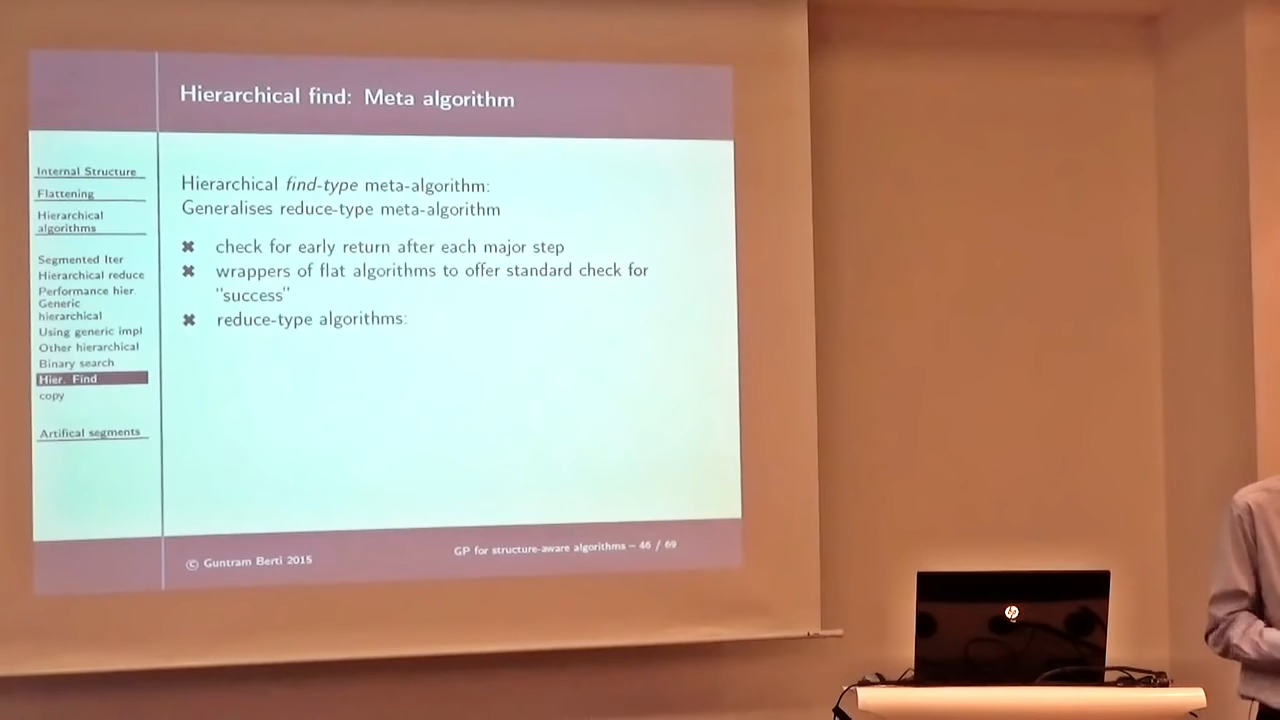 Hierarchical find: Meta algorithm
Internal Structure
Flattening
Hierarchical
algorithms
Segmented Iter
Hierarchical reduce
Performance hier.
Generic
hierarchical
Using generic impl
Other hierarchical
Binary search
Hier. Find
copy
Artifical segments
Hierarchical find-type meta-algorithm:
Generalises reduce-type meta-algorithm
✖ check for early return after each major step
✖ wrappers of flat algorithms to offer standard check for
"success"
✖ reduce-type algorithms:
© Guntram Berti 2015
GP for structure-aware algorithms – 46 / 69
hp